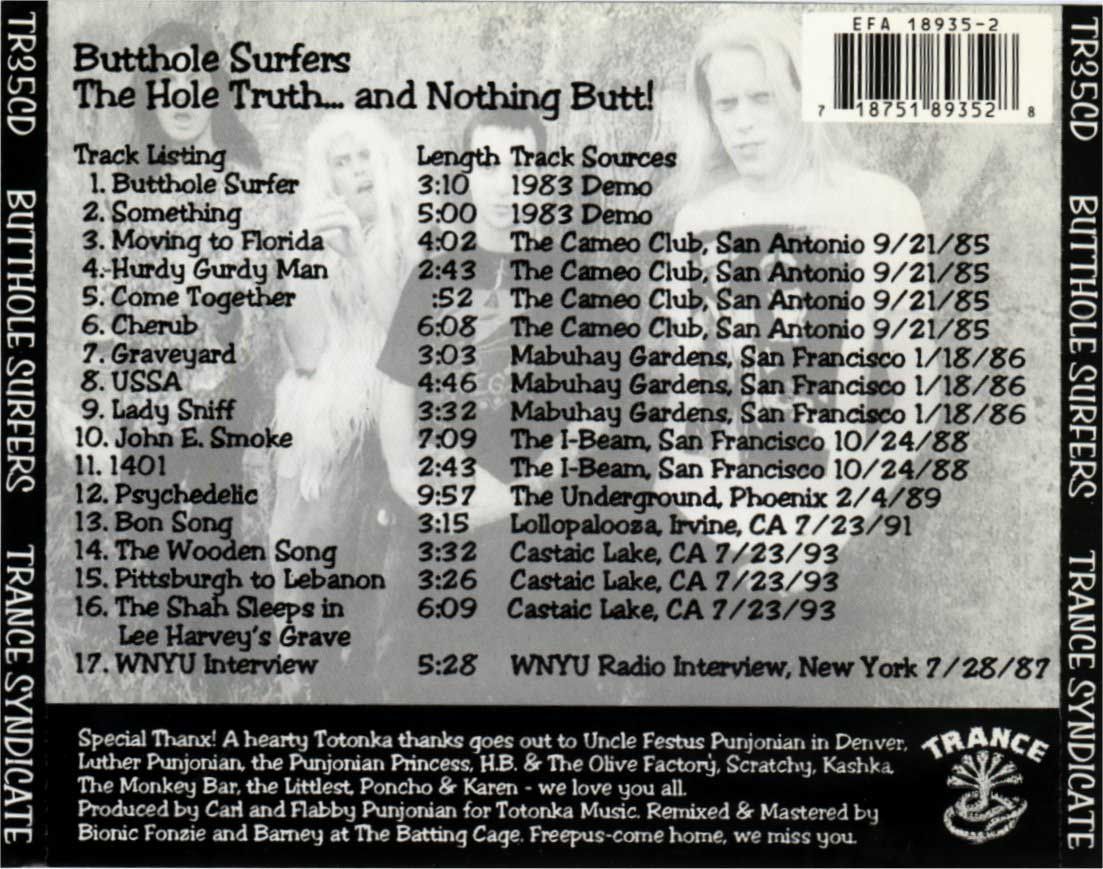 TR35CD BUTTHOLE SURFERS TRANCE SYNDICATE
EFA 18935-2
7 18751 89352 8
Butthole Surfers
The Hole Truth... and Nothing Butt!
Track Listing Length Track Sources
1. Butthole Surfer 3:10 1983 Demo
2. Something 5:00 1983 Demo
3. Moving to Florida 4:02 The Cameo Club, San Antonio 9/21/85
4. Hurdy Gurdy Man 2:43 The Cameo Club, San Antonio 9/21/85
5. Come Together :52 The Cameo Club, San Antonio 9/21/85
6. Cherub 6:08 The Cameo Club, San Antonio 9/21/85
7. Graveyard 3:03 Mabuhay Gardens, San Francisco 1/18/86
8. USSA 4:46 Mabuhay Gardens, San Francisco 1/18/86
9. Lady Sniff 3:32 Mabuhay Gardens, San Francisco 1/18/86
10. John E. Smoke 7:09 The I-Beam, San Francisco 10/24/88
11. 1401 2:43 The I-Beam, San Francisco 10/24/88
12. Psychedelic 9:57 The Underground, Phoenix 2/4/89
13. Bon Song 3:15 Lollopalooza, Irvine, CA 7/23/91
14. The Wooden Song 3:32 Castaic Lake, CA 7/23/93
15. Pittsburgh to Lebanon 3:26 Castaic Lake, CA 7/23/93
16. The Shah Sleeps in 6:09 Castaic Lake, CA 7/23/93
Lee Harvey's Grave
17. WNYU Interview 5:28 WNYU Radio Interview, New York 7/28/87
Special Thanx! A hearty Totonka thanks goes out to Uncle Festus Punjonian in Denver,
Luther Punjonian, the Punjonian Princess, H.B. & The Olive Factory, Scratchy, Kashka,
The Monkey Bar, the Littlest, Poncho & Karen - we love you all.
Produced by Carl and Flabby Punjonian for Totonka Music. Remixed & Mastered by
Bionic Fonzie and Barney at The Batting Cage. Freepus-come home, we miss you.
TRANCE
TR35CD BUTTHOLE SURFERS TRANCE SYNDICATE